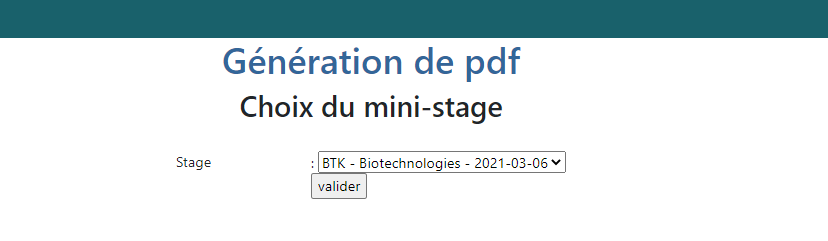 Génération de pdf
Choix du mini-stage
Stage : BTK - Biotechnologies - 2021-03-06
valider